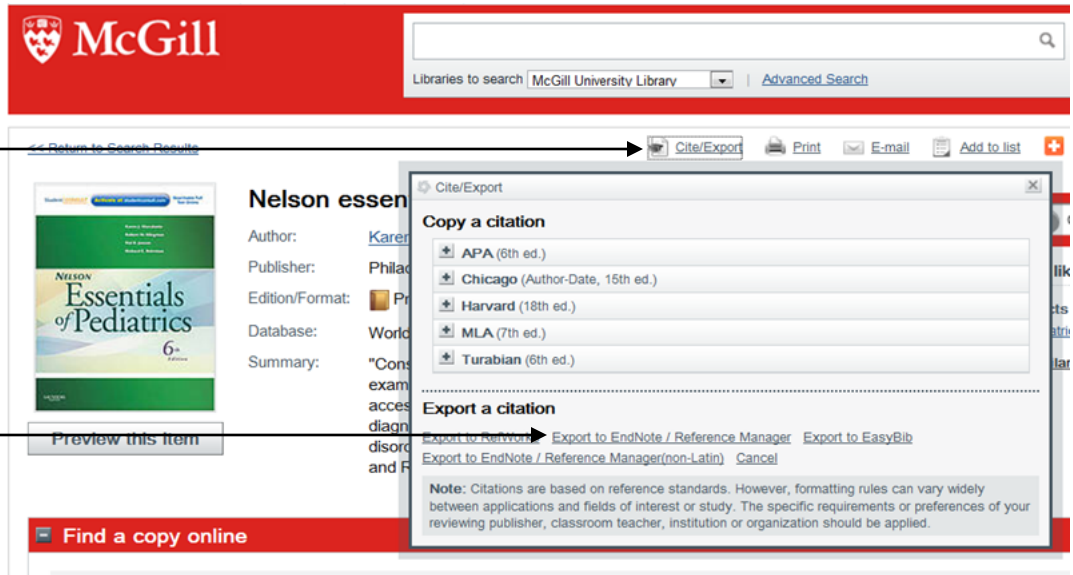 McGill
Libraries to search McGill University Library | Advanced Search
<< Return to Search Results
Cite/Export Print E-mail Add to list
Nelson essen
Author: Karen
Publisher: Philad
Edition/Format: Pr
Database: World
Summary: "Cons
exam
acces
diagn
disord
and R
NELSON
Essentials
of Pediatrics
6th
Edition
Preview this item
Cite/Export
Copy a citation
APA (6th ed.)
Chicago (Author-Date, 15th ed.)
Harvard (18th ed.)
MLA (7th ed.)
Turabian (6th ed.)
Export a citation
Export to RefWorks Export to EndNote / Reference Manager Export to EasyBib
Export to EndNote / Reference Manager(non-Latin) Cancel
Note: Citations are based on reference standards. However, formatting rules can vary widely
between applications and fields of interest or study. The specific requirements or preferences of your
reviewing publisher, classroom teacher, institution or organization should be applied.
Find a copy online